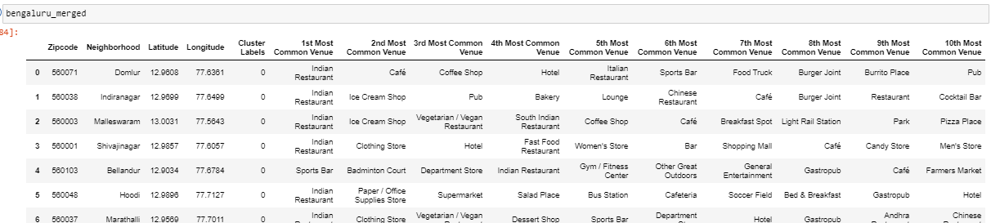 bengaluru_merged
84]:
Zipcode Neighborhood Latitude Longitude Cluster Labels 1st Most Common Venue 2nd Most Common Venue 3rd Most Common Venue 4th Most Common Venue 5th Most Common Venue 6th Most Common Venue 7th Most Common Venue 8th Most Common Venue 9th Most Common Venue 10th Most Common Venue
0 560071 Domlur 12.9608 77.6361 0 Indian Restaurant Café Coffee Shop Hotel Italian Restaurant Sports Bar Food Truck Burger Joint Burrito Place Pub
1 560038 Indiranagar 12.9699 77.6499 0 Indian Restaurant Ice Cream Shop Pub Bakery Lounge Chinese Restaurant Café Burger Joint Restaurant Cocktail Bar
2 560003 Malleswaram 13.0031 77.5643 0 Indian Restaurant Ice Cream Shop Vegetarian / Vegan Restaurant South Indian Restaurant Coffee Shop Café Breakfast Spot Light Rail Station Park Pizza Place
3 560001 Shivajinagar 12.9857 77.6057 0 Indian Restaurant Clothing Store Hotel Fast Food Restaurant Women's Store Bar Shopping Mall Café Candy Store Men's Store
4 560103 Bellandur 12.9034 77.6784 0 Sports Bar Badminton Court Department Store Indian Restaurant Gym / Fitness Center Other Great Outdoors General Entertainment Gastropub Café Farmers Market
5 560048 Hoodi 12.9896 77.7127 0 Indian Restaurant Paper / Office Supplies Store Supermarket Salad Place Bus Station Cafeteria Soccer Field Bed & Breakfast Gastropub Hotel
6 560037 Marathalli 12.9569 77.7011 0 Indian Clothing Store Vegetarian / Vegan Dessert Shop Sports Bar Department Hotel Gastropub Andhra Chinese